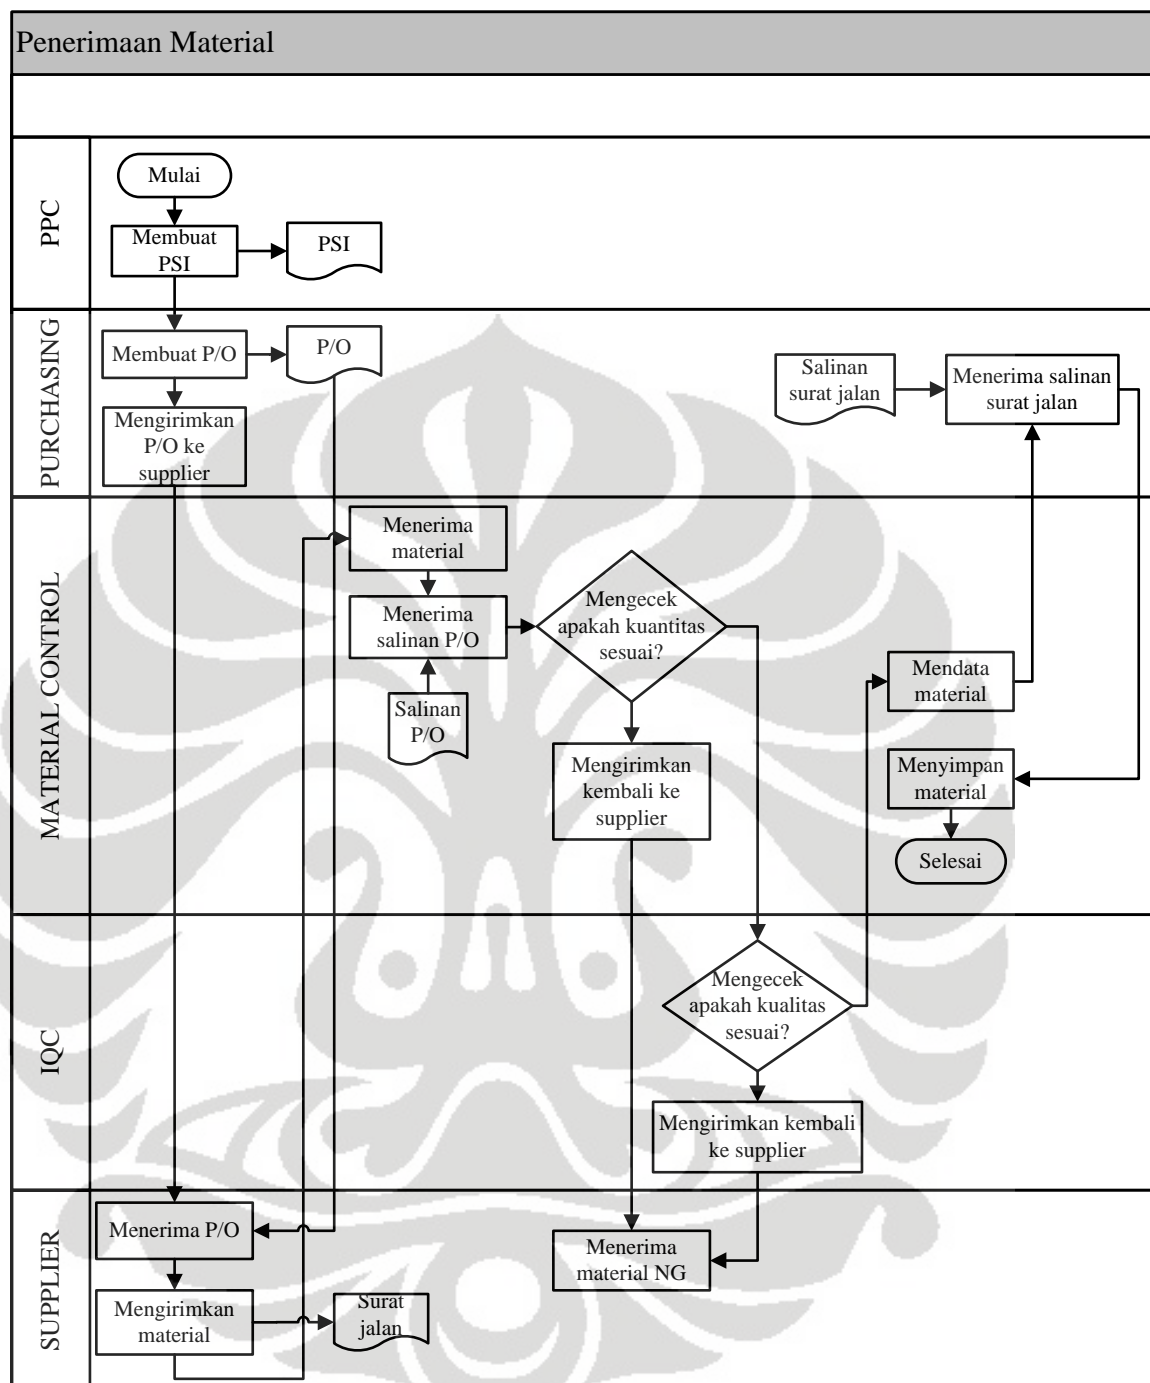 Penerimaan Material
PPC
Mulai
Membuat
PSI
PSI
PURCHASING
Membuat P/O
P/O
Mengirimkan
P/O ke
supplier
Salinan
surat jalan
Menerima salinan
surat jalan
MATERIAL CONTROL
Menerima
material
Menerima
salinan P/O
Salinan
P/O
Mengecek
apakah kuantitas
sesuai?
Mengirimkan
kembali ke
supplier
Mendata
material
Menyimpan
material
Selesai
IQC
Mengecek
apakah kualitas
sesuai?
Mengirimkan kembali
ke supplier
SUPPLIER
Menerima P/O
Mengirimkan
material
Surat
jalan
Menerima
material NG